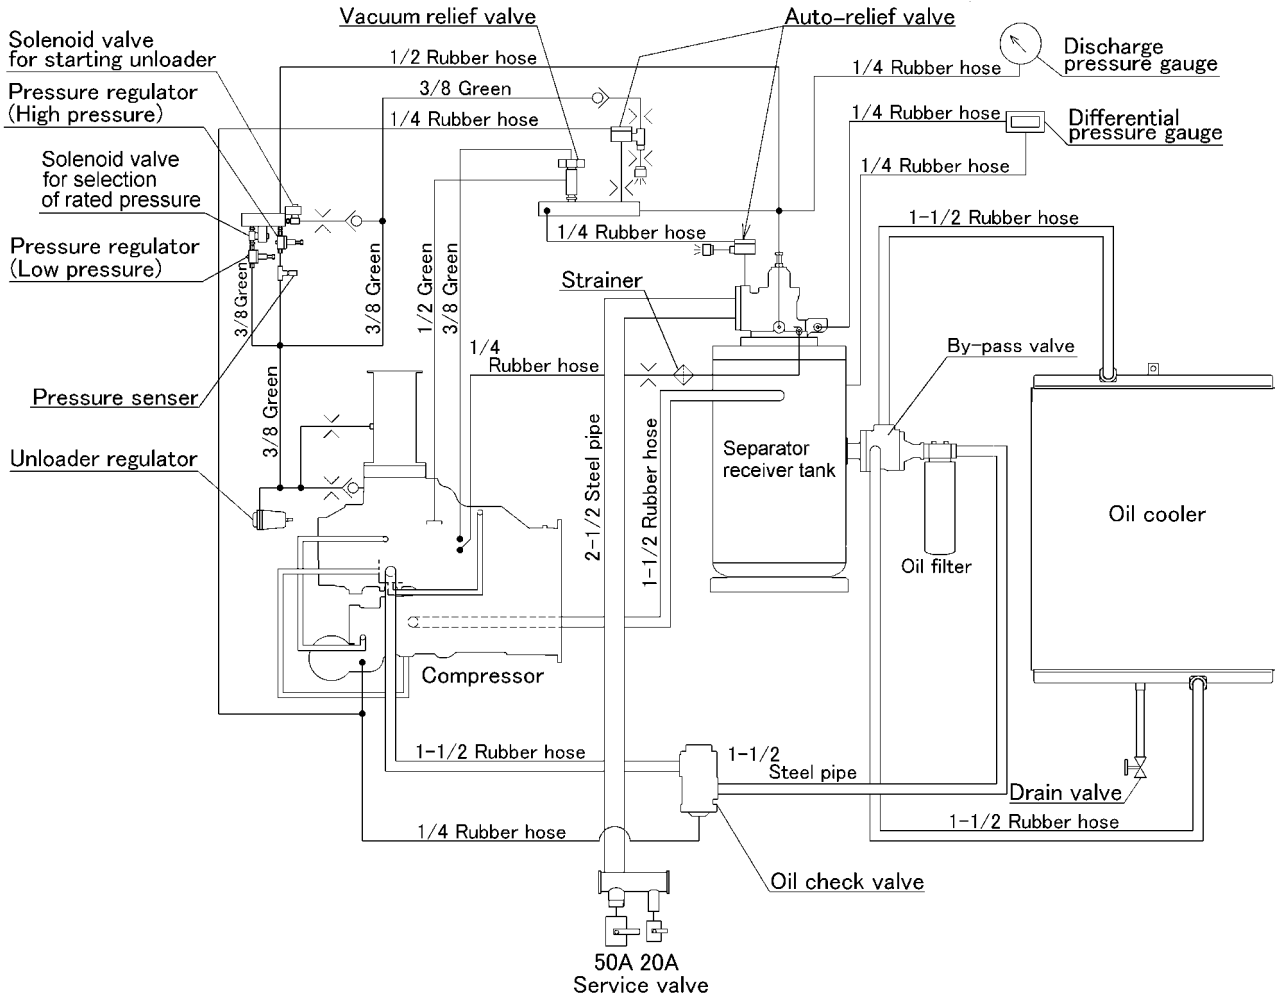 Vacuum relief valve
Auto-relief valve
Solenoid valve
for starting unloader
1/2 Rubber hose
1/4 Rubber hose
Discharge
pressure gauge
Pressure regulator
(High pressure)
3/8 Green
1/4 Rubber hose
1/4 Rubber hose
Differential
pressure gauge
Solenoid valve
for selection
of rated pressure
1/4 Rubber hose
1-1/2 Rubber hose
1/4 Rubber hose
Pressure regulator
(Low pressure)
3/8 Green
3/8 Green
1/2 Green
3/8 Green
Strainer
1/4
Rubber hose
By-pass valve
Pressure senser
3/8 Green
Unloader regulator
2-1/2 Steel pipe
1-1/2 Rubber hose
Separator
receiver tank
Oil cooler
Oil filter
Compressor
1-1/2 Rubber hose
1-1/2
Steel pipe
Drain valve
1/4 Rubber hose
1-1/2 Rubber hose
Oil check valve
50A 20A
Service valve